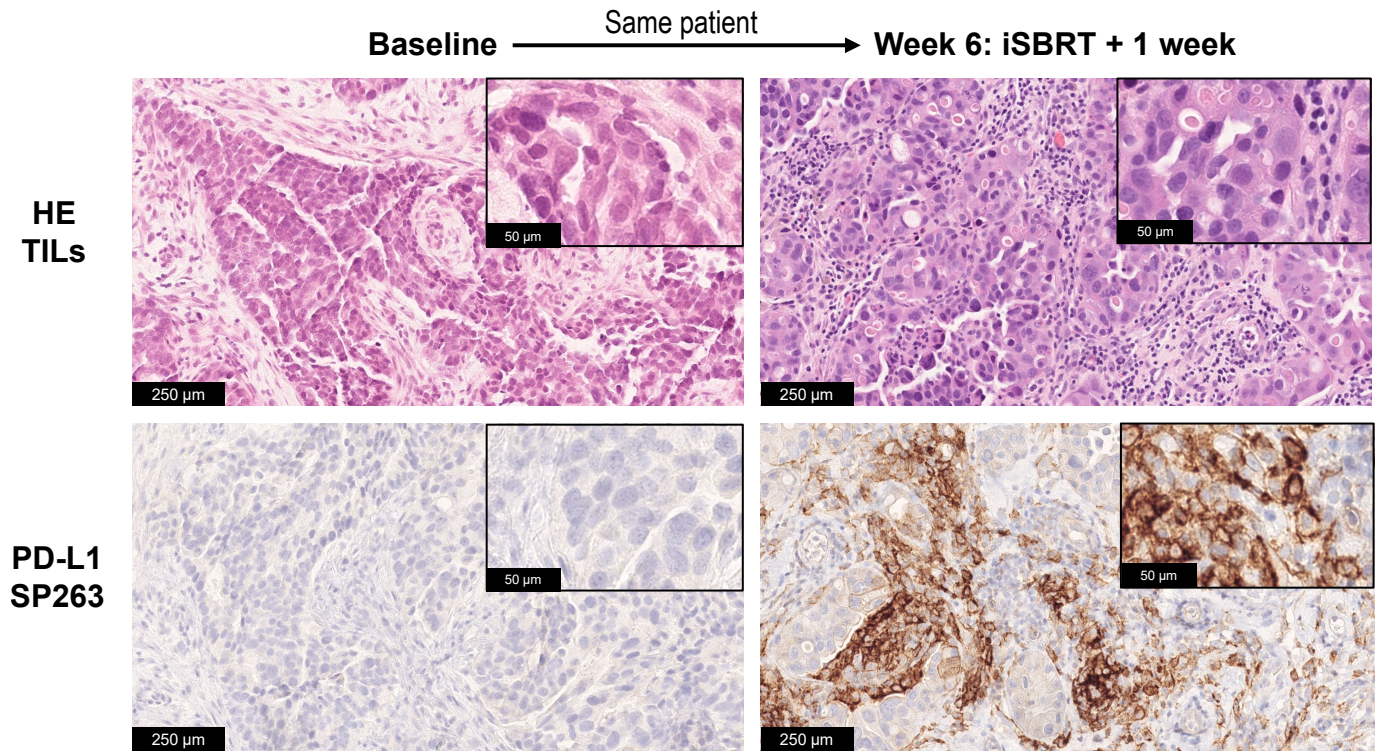 Same patient
Baseline
Week 6: iSBRT + 1 week
HE
TILs
50 µm
50 µm
250 µm
250 µm
PD-L1
SP263
50 µm
50 µm
250 µm
250 µm